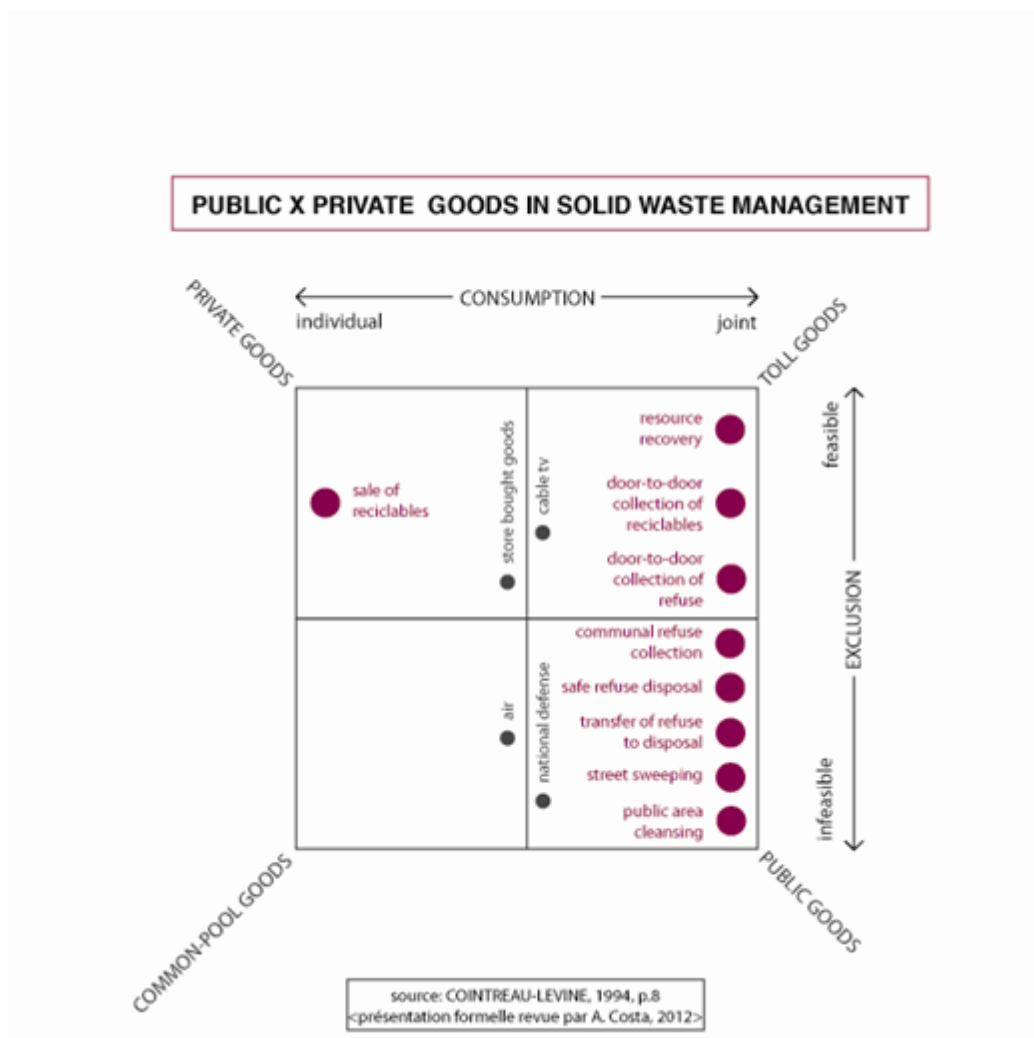 PUBLIC X PRIVATE GOODS IN SOLID WASTE MANAGEMENT
PRIVATE GOODS
CONSUMPTION
individual
joint
TOLL GOODS
feasible
EXCLUSION
infeasible
sale of
reciclables
store bought goods
cable tv
resource
recovery
door-to-door
collection of
reciclables
door-to-door
collection of
refuse
air
national defense
communal refuse
collection
safe refuse disposal
transfer of refuse
to disposal
street sweeping
public area
cleansing
COMMON-POOL GOODS
PUBLIC GOODS
source: COINTREAU-LEVINE, 1994, p.8
<présentation formelle revue par A. Costa, 2012>